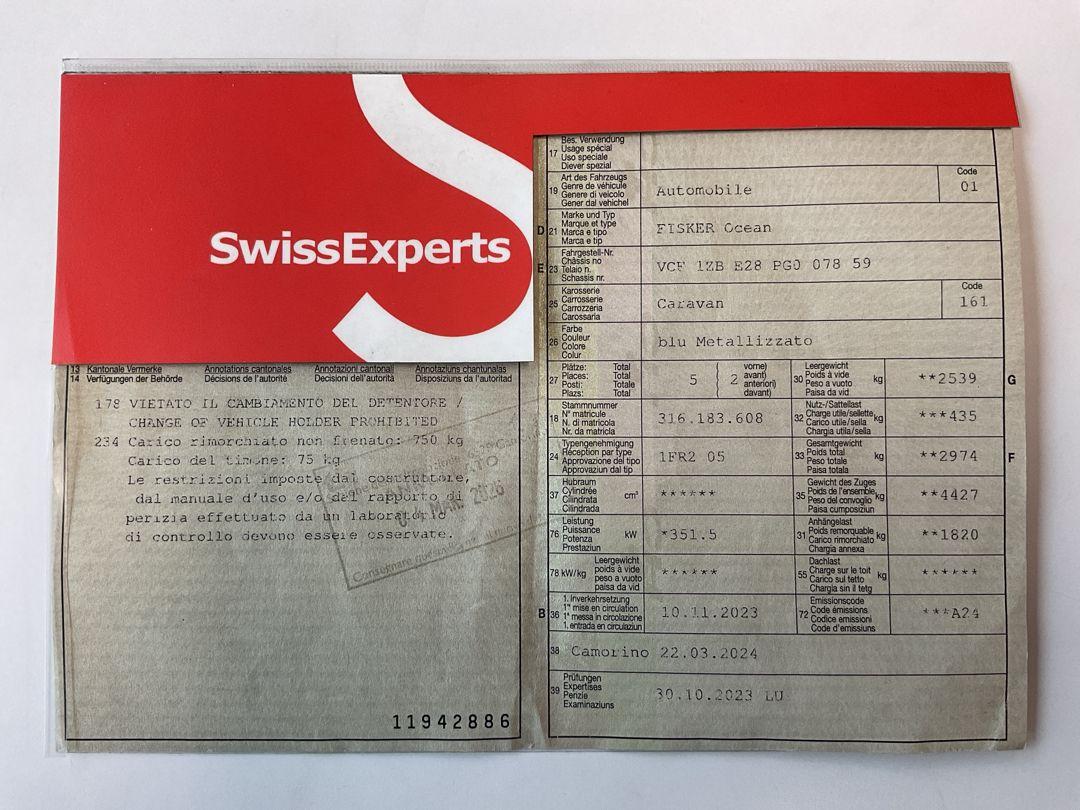 SwissExperts
13 Kantonale Vermerke Annotations cantonales Annotazioni cantonali Annotaziuns chantunalas
14 Verfügungen der Behörde Décisions de l'autorité Decisioni dell'autorità Disposiziuns da l'autoritad
178 VIETATO IL CAMBIAMENTO DEL DETENTORE /
CHANGE OF VEHICLE HOLDER PROHIBITED
234 Carico rimorchiato non frenato: 750 kg
Carico del timone: 75 kg
Le restrizioni imposte dal costruttore,
dal manuale d'uso e/o del rapporto di
perizia effettuato da un laboratorio
di controllo devono essere osservate.
2026
11942886
17
Bes. Verwendung
Usage spécial
Uso speciale
Diever spezial
19
Art des Fahrzeugs
Genre de véhicule
Genere di veicolo
Gener dal vehichel
Automobile
Code
01
D 21
Marke und Typ
Marque et type
Marca e tipo
Marca e tip
FISKER Ocean
E 23
Fahrgestell-Nr.
Châssis no
Telaio n.
Schassis nr.
VCF 1ZB E28 PG0 078 59
25
Karosserie
Carrosserie
Carrozzeria
Carossaria
Caravan
Code
161
26
Farbe
Couleur
Colore
Colur
blu Metallizzato
27
Plätze: Total
Places: Total
Posti: Totale
Plazs: Total
5 ( 2
vorne)
avant)
anteriori)
davant)
30
Leergewicht
Poids à vide
Peso a vuoto
Paisa da vid
kg
**2539
G
18
Stammnummer
N° matricule
N. di matricola
Nr. da matricla
316.183.608
32
Nutz-/Sattellast
Charge utile/sellette
Carico utile/sella
Chargia utila/sella
kg
***435
24
Typengenehmigung
Réception par type
Approvazione del tipo
Approvaziun dal tip
1FR2 05
33
Gesamtgewicht
Poids total
Peso totale
Paisa totala
kg
**2974
F
37
Hubraum
Cylindrée
Cilindrata
Cilindrada
cm³
******
35
Gewicht des Zuges
Poids de l'ensemble
Peso del convoglio
Paisa cumposiziun
kg
**4427
76
Leistung
Puissance
Potenza
Prestaziun
kW
*351.5
31
Anhängelast
Poids remorquable
Carico rimorchiato
Chargia annexa
kg
**1820
78 kW/kg
Leergewicht
poids à vide
peso a vuoto
paisa da vid
******
55
Dachlast
Charge sur le toit
Carico sul tetto
Chargia sin il tetg
kg
******
B 36
1. Inverkehrsetzung
1re mise en circulation
1a messa in circolazione
1. entrada en circulaziun
10.11.2023
72
Emissionscode
Code émissions
Codice emissioni
Code d'emissiuns
***A24
38 Camorino 22.03.2024
39
Prüfungen
Expertises
Perizie
Examinaziuns
30.10.2023 LU